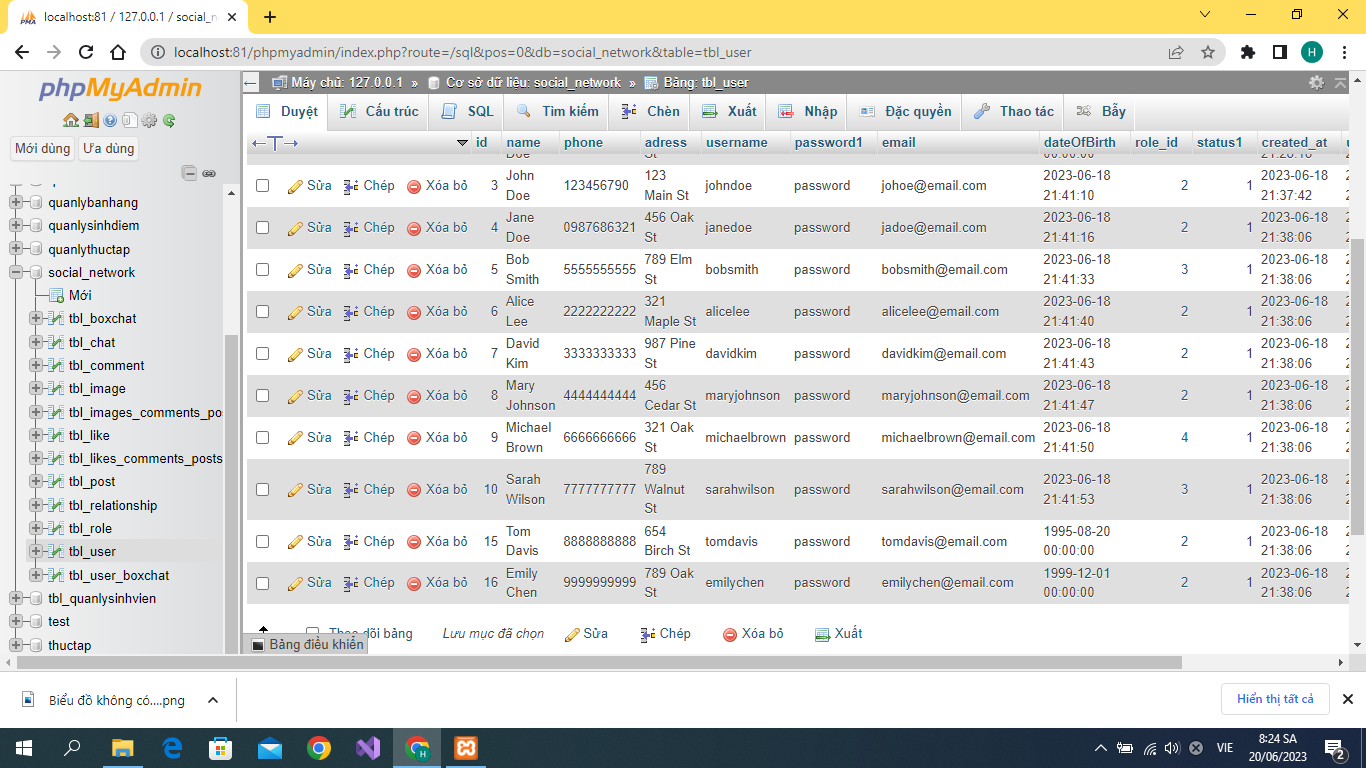 localhost:81 / 127.0.0.1 / social_n
localhost:81/phpmyadmin/index.php?route=/sql&pos=0&db=social_network&table=tbl_user
H
phpMyAdmin
Mới dùng
Ưa dùng
quanlybanhang
quanlysinhdiem
quanlythuctap
social_network
Mới
tbl_boxchat
tbl_chat
tbl_comment
tbl_image
tbl_images_comments_po
tbl_like
tbl_likes_comments_posts
tbl_post
tbl_relationship
tbl_role
tbl_user
tbl_user_boxchat
tbl_quanlysinhvien
test
thuctap
Máy chủ: 127.0.0.1 » Cơ sở dữ liệu: social_network » Bảng: tbl_user
Duyệt Cấu trúc SQL Tìm kiếm Chèn Xuất Nhập Đặc quyền Thao tác Bẫy
id name phone adress username password1 email dateOfBirth role_id status1 created_at
Doe St 00:00:00
Sửa Chép Xóa bỏ 3 John Doe 123456790 123 Main St johndoe password johoe@email.com 2023-06-18 21:41:10 2 1 2023-06-18 21:37:42
Sửa Chép Xóa bỏ 4 Jane Doe 0987686321 456 Oak St janedoe password jadoe@email.com 2023-06-18 21:41:16 2 1 2023-06-18 21:38:06
Sửa Chép Xóa bỏ 5 Bob Smith 5555555555 789 Elm St bobsmith password bobsmith@email.com 2023-06-18 21:41:33 3 1 2023-06-18 21:38:06
Sửa Chép Xóa bỏ 6 Alice Lee 2222222222 321 Maple St alicelee password alicelee@email.com 2023-06-18 21:41:40 2 1 2023-06-18 21:38:06
Sửa Chép Xóa bỏ 7 David Kim 3333333333 987 Pine St davidkim password davidkim@email.com 2023-06-18 21:41:43 2 1 2023-06-18 21:38:06
Sửa Chép Xóa bỏ 8 Mary Johnson 4444444444 456 Cedar St maryjohnson password maryjohnson@email.com 2023-06-18 21:41:47 2 1 2023-06-18 21:38:06
Sửa Chép Xóa bỏ 9 Michael Brown 6666666666 321 Oak St michaelbrown password michaelbrown@email.com 2023-06-18 21:41:50 4 1 2023-06-18 21:38:06
Sửa Chép Xóa bỏ 10 Sarah Wilson 7777777777 789 Walnut St sarahwilson password sarahwilson@email.com 2023-06-18 21:41:53 3 1 2023-06-18 21:38:06
Sửa Chép Xóa bỏ 15 Tom Davis 8888888888 654 Birch St tomdavis password tomdavis@email.com 1995-08-20 00:00:00 2 1 2023-06-18 21:38:06
Sửa Chép Xóa bỏ 16 Emily Chen 9999999999 789 Oak St emilychen password emilychen@email.com 1999-12-01 00:00:00 2 1 2023-06-18 21:38:06
Theo dõi bảng Lưu mục đã chọn Sửa Chép Xóa bỏ Xuất
Bảng điều khiển
Biểu đồ không có....png
Hiển thị tất cả
VIE
8:24 SA
20/06/2023
2